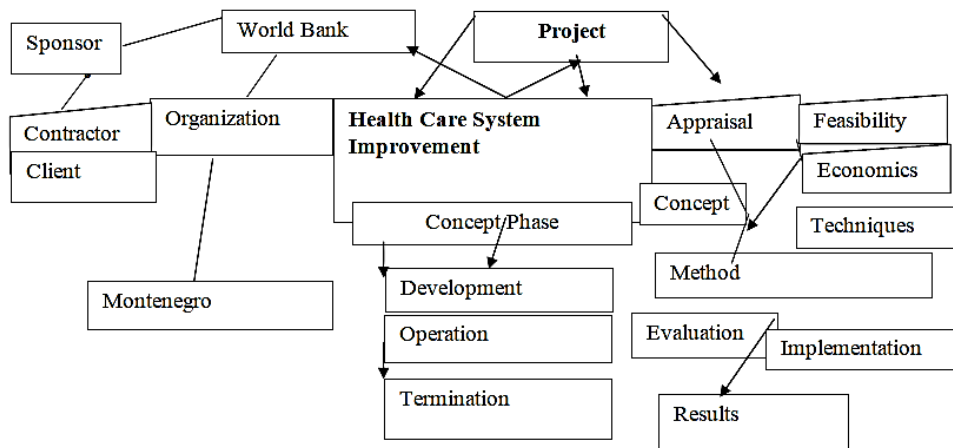 Sponsor
World Bank
Project
Contractor
Organization
Health Care System
Improvement
Appraisal
Feasibility
Client
Economics
Concept
Concept/Phase
Techniques
Method
Development
Montenegro
Operation
Evaluation
Implementation
Termination
Results